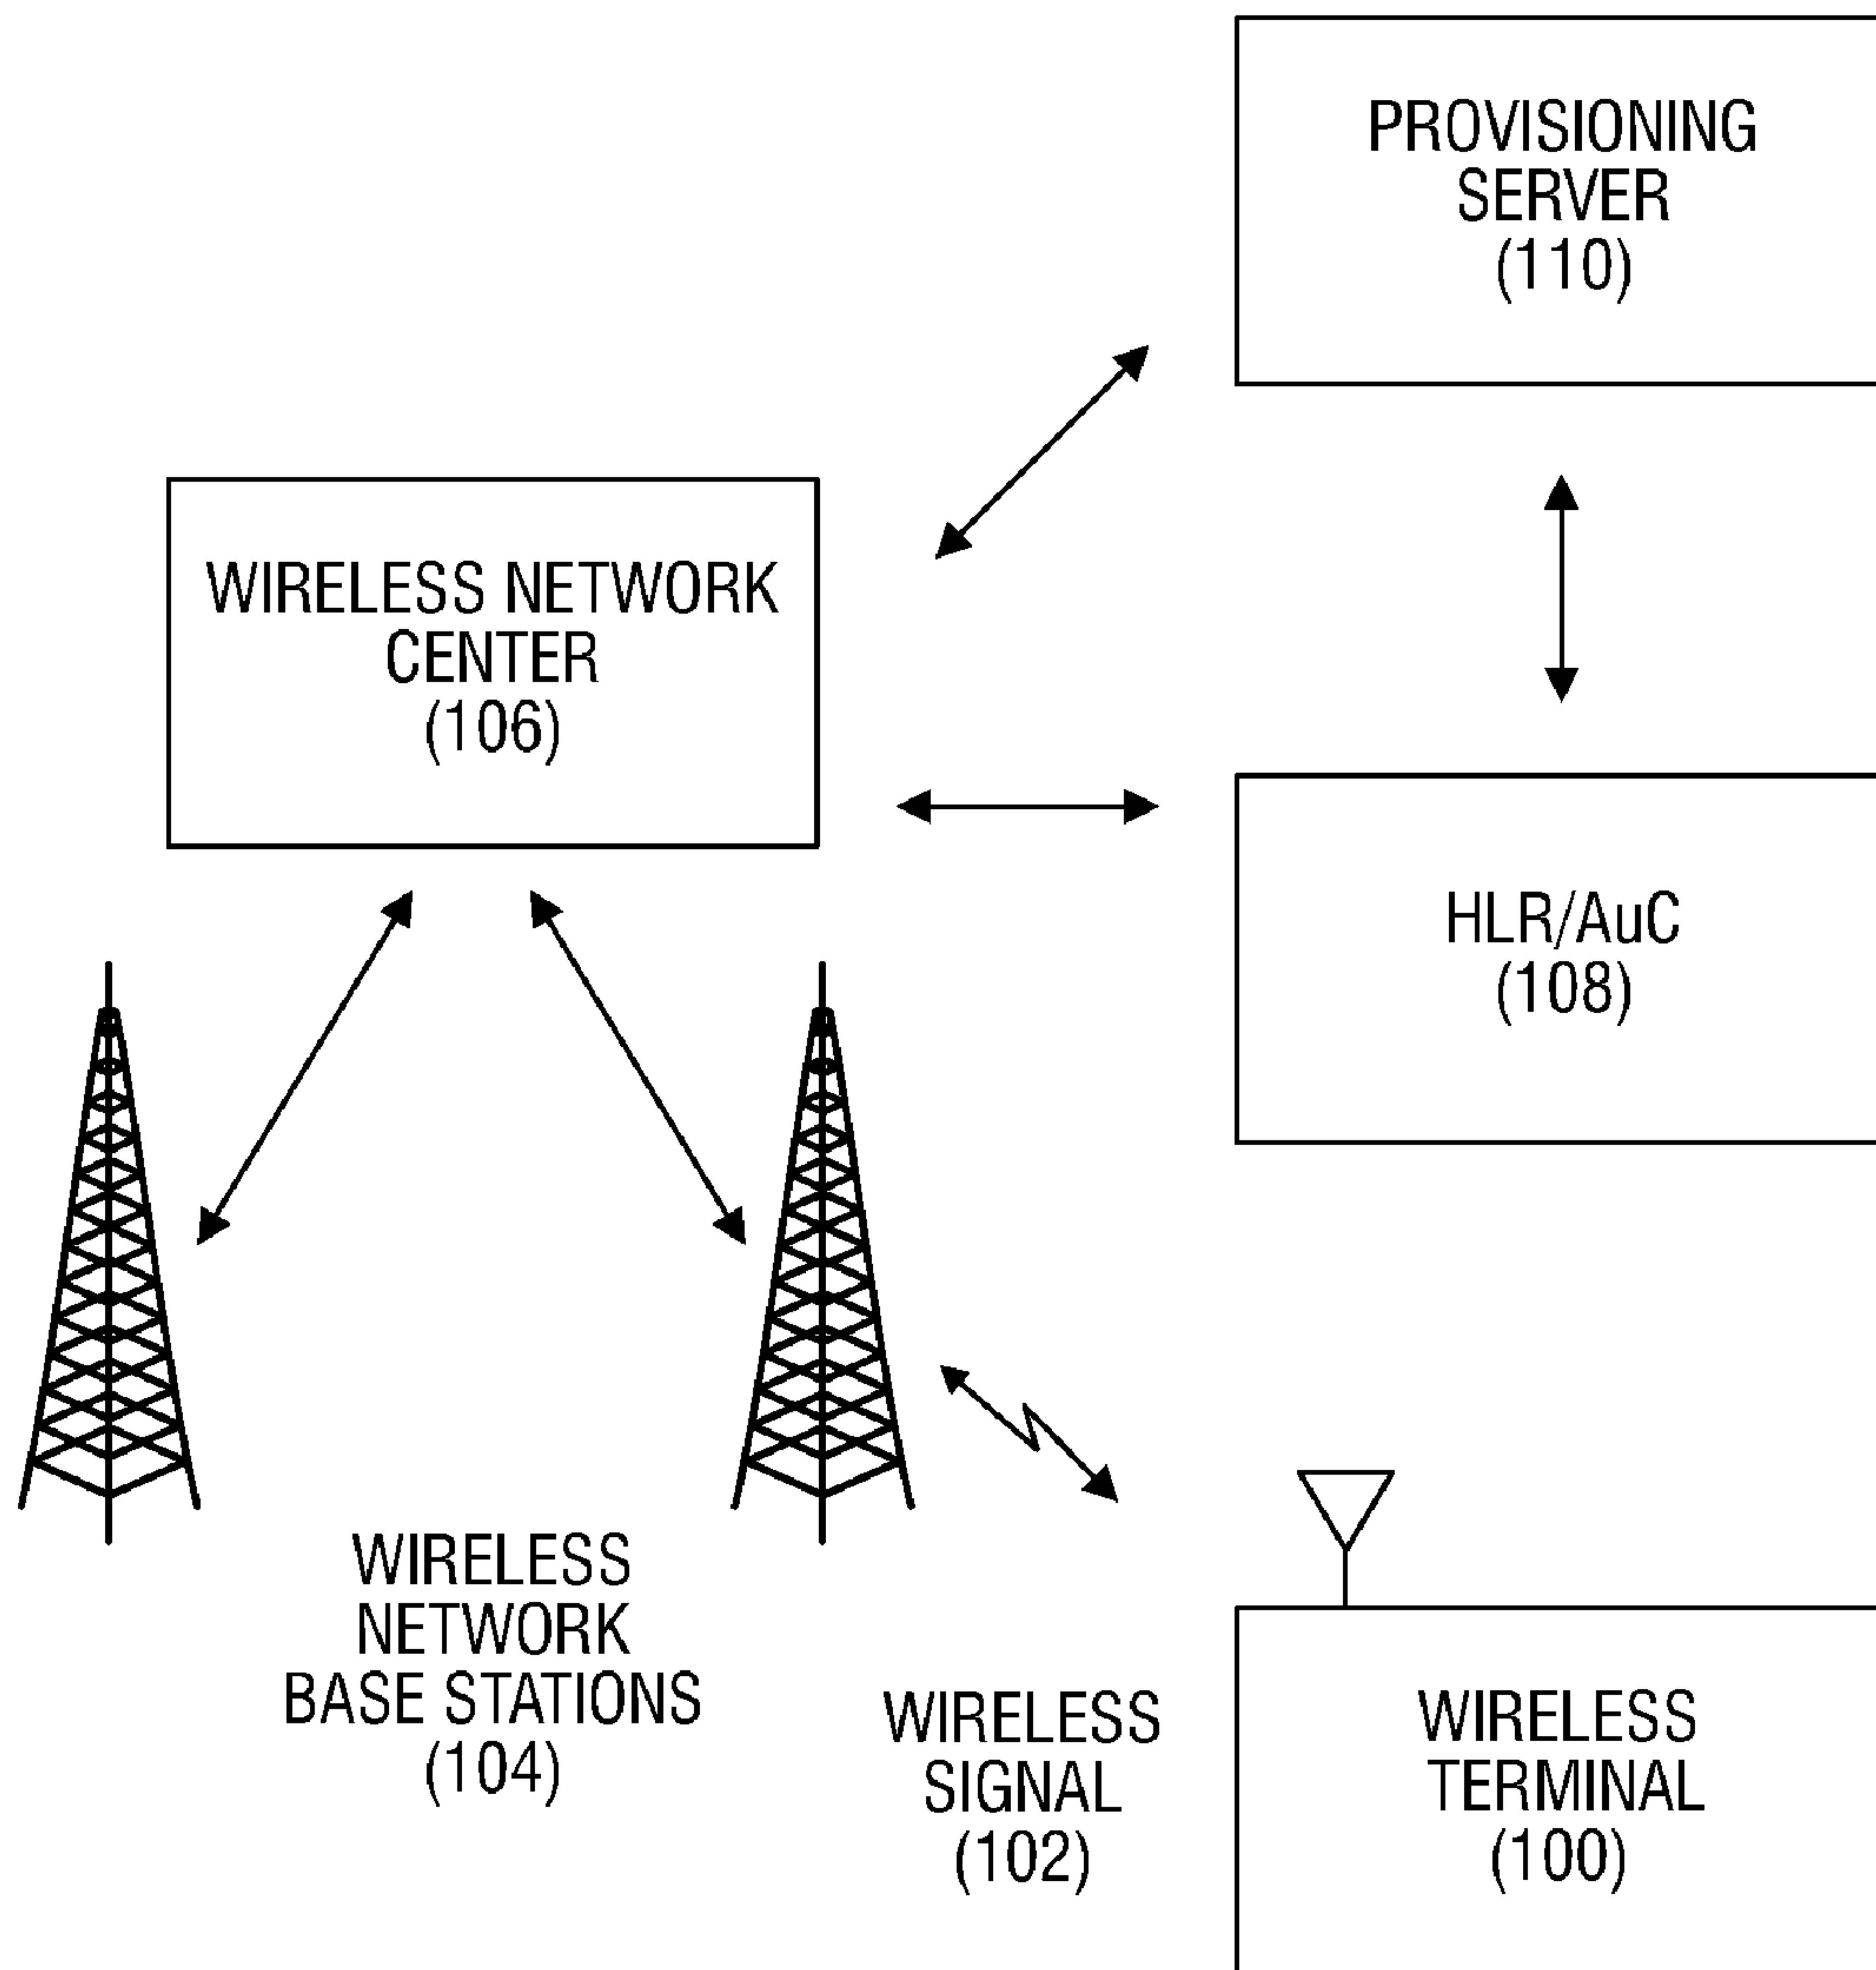 PROVISIONING
SERVER
(110)
WIRELESS NETWORK
CENTER
(106)
HLR/AuC
(108)
WIRELESS
NETWORK
BASE STATIONS
(104)
WIRELESS
SIGNAL
(102)
WIRELESS
TERMINAL
(100)